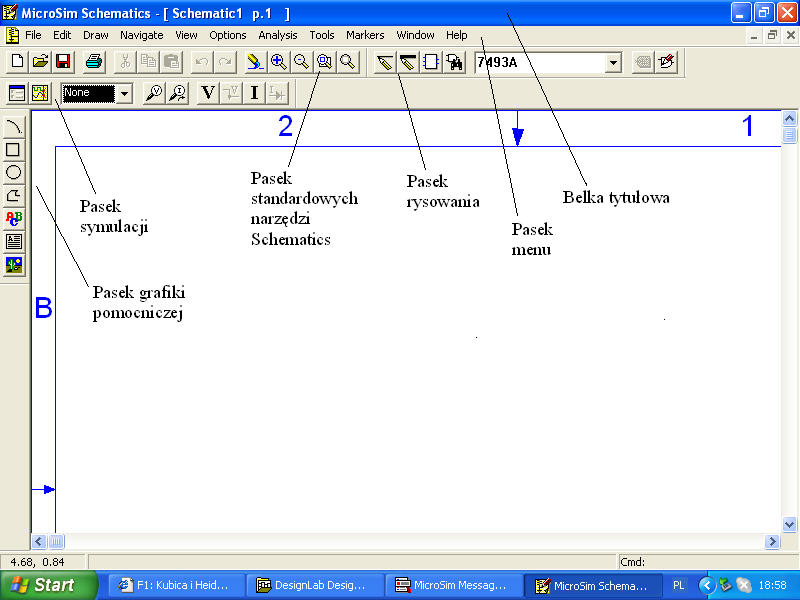 MicroSim Schematics - [ Schematic1 p.1 ]
File Edit Draw Navigate View Options Analysis Tools Markers Window Help
7493A
None
V I
2 1
Pasek
symulacji
Pasek
standardowych
narzędzi
Schematics
Pasek
rysowania
Belka tytułowa
Pasek
menu
Pasek grafiki
pomocniczej
B
4.68, 0.84 Cmd:
Start F1: Kubica i Heid... DesignLab Desig... MicroSim Messag... MicroSim Schema... PL 18:58